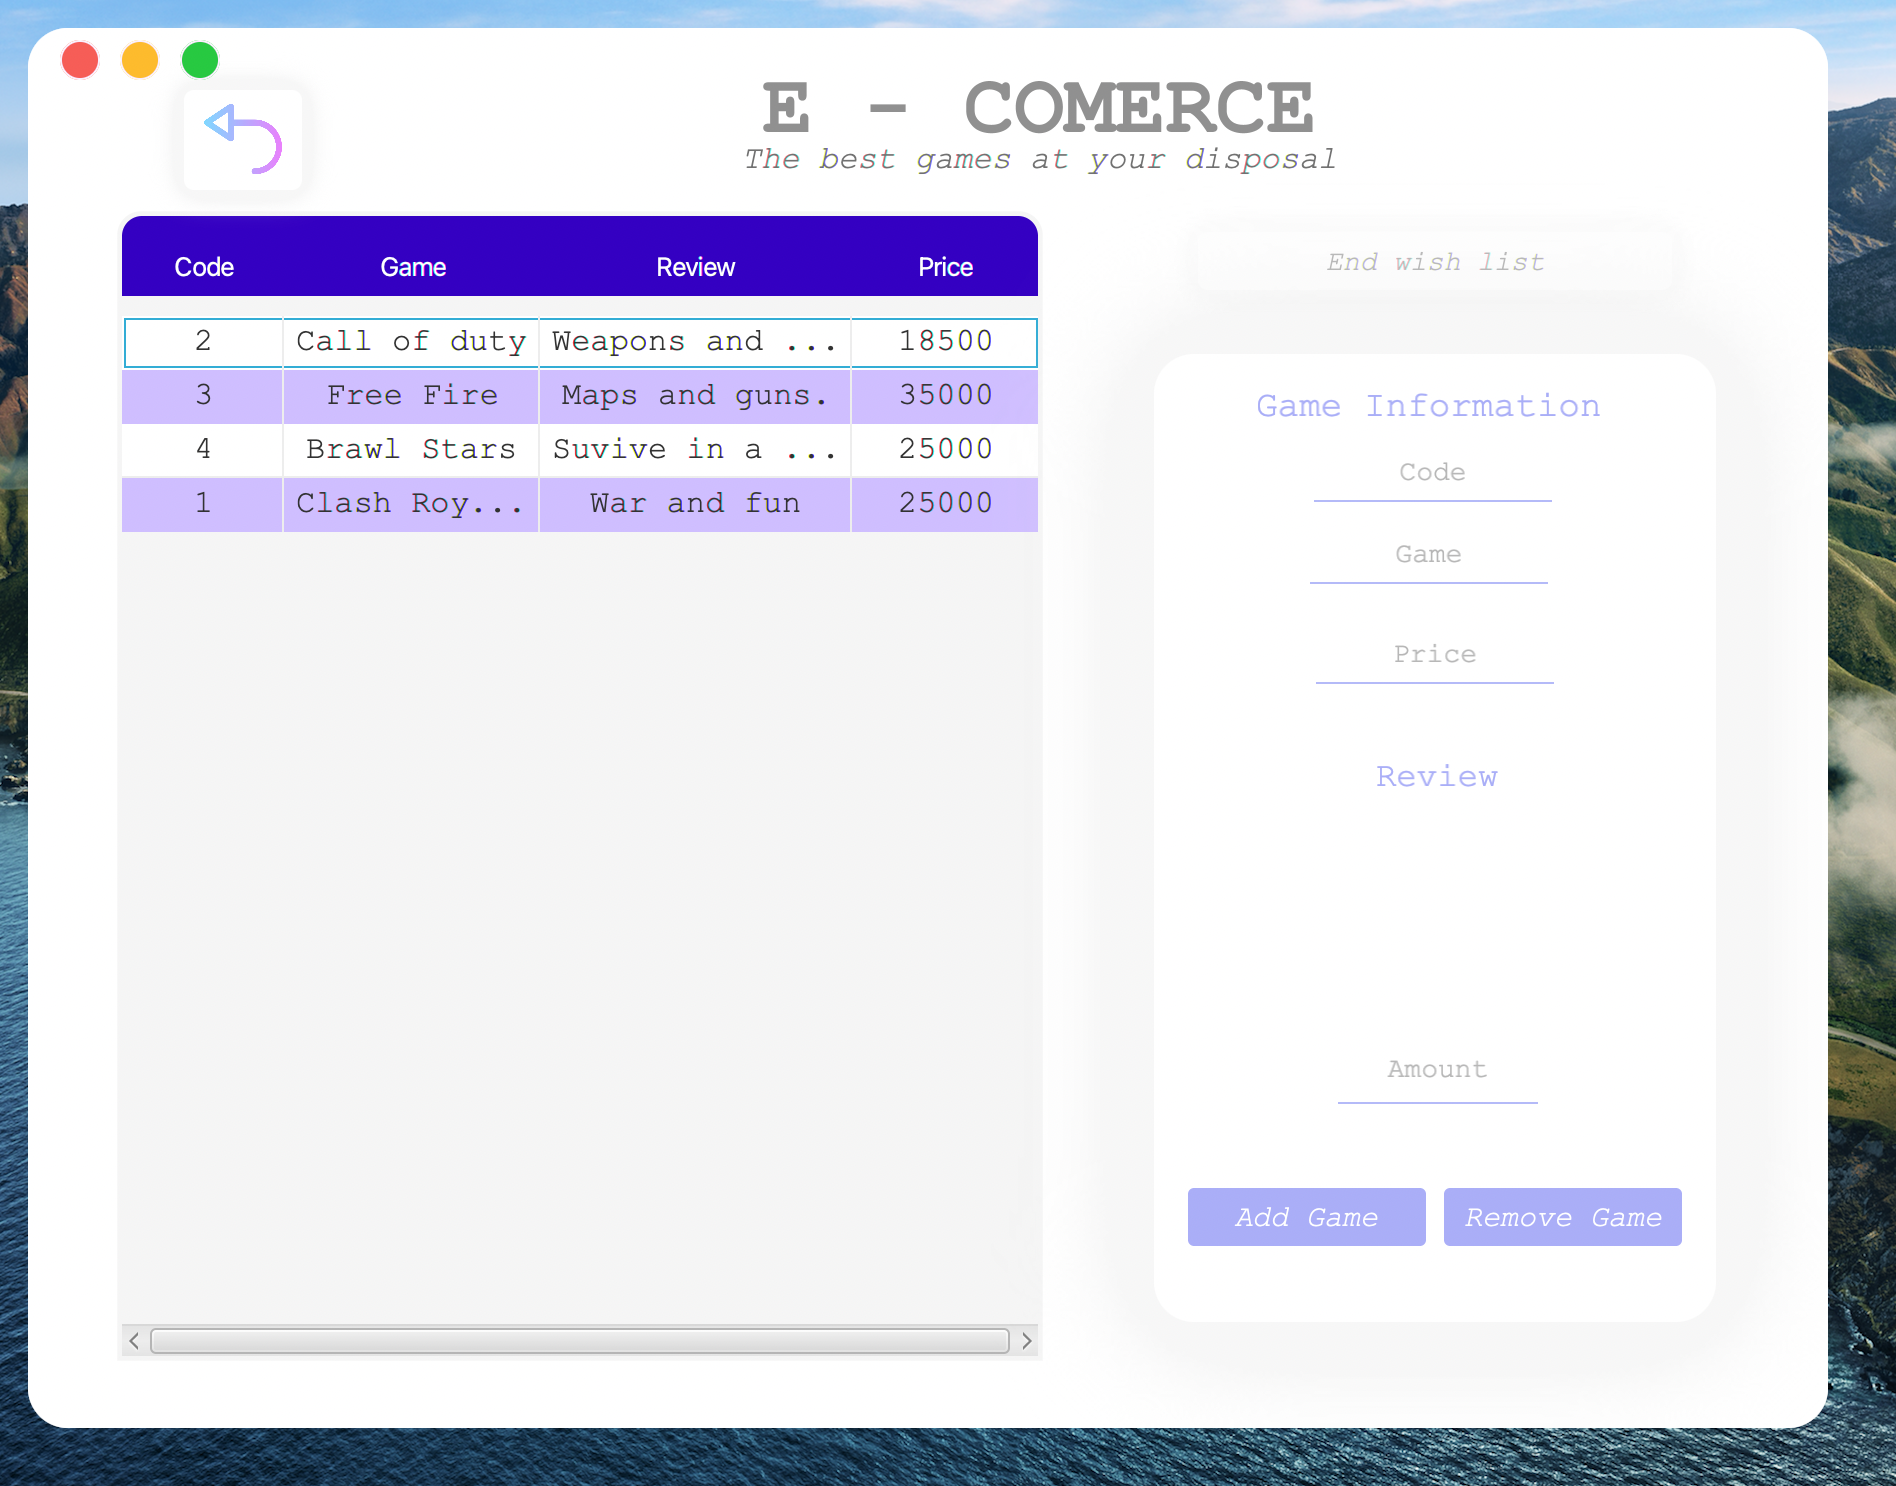 E - COMERCE
The best games at your disposal
Code Game Review Price
2 Call of duty Weapons and ... 18500
3 Free Fire Maps and guns. 35000
4 Brawl Stars Suvive in a ... 25000
1 Clash Roy... War and fun 25000
End wish list
Game Information
Code
Game
Price
Review
Amount
Add Game Remove Game